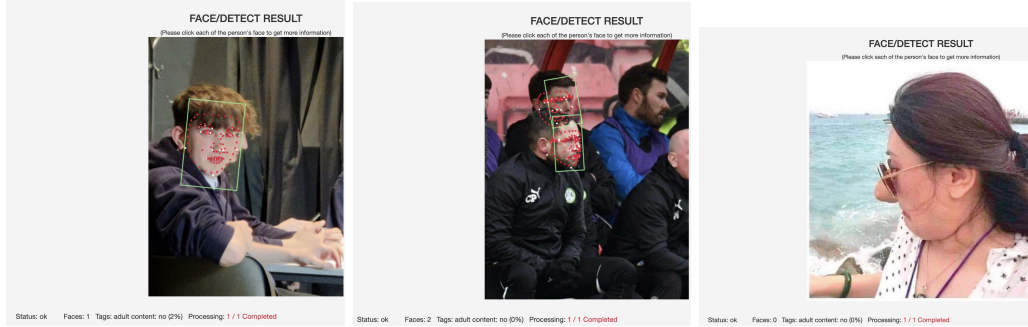 FACE/DETECT RESULT
(Please click each of the person's face to get more information)
Status: ok Faces: 1 Tags: adult content: no (2%) Processing: 1 / 1 Completed
FACE/DETECT RESULT
(Please click each of the person's face to get more information)
Status: ok Faces: 2 Tags: adult content: no (0%) Processing: 1 / 1 Completed
FACE/DETECT RESULT
(Please click each of the person's face to get more information)
Status: ok Faces: 0 Tags: adult content: no (0%) Processing: 1 / 1 Completed